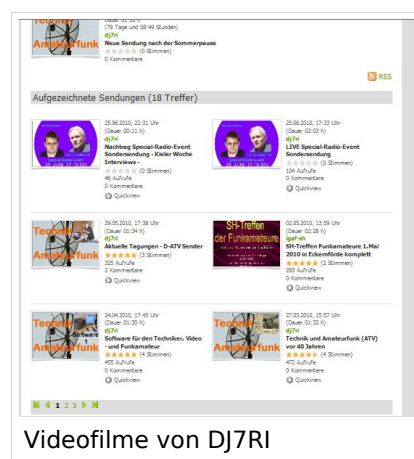 (79 Tage und 08:49 Stunden)
dj7ri
Neue Sendung nach der Sommerpause
(0 Stimmen)
0 Kommentare
RSS
Aufgezeichnete Sendungen (18 Treffer)
25.06.2010, 22:31 Uhr
(Dauer 00:11 h)
dj7ri
Nachtrag Special-Radio-Event
Sondersendung - Kieler Woche
Interviews -
(0 Stimmen)
46 Aufrufe
0 Kommentare
Quickview
25.06.2010, 17:33 Uhr
(Dauer 02:03 h)
dj7ri
LIVE Special-Radio-Event
Sondersendung
(0 Stimmen)
104 Aufrufe
0 Kommentare
Quickview
Technik
Amateurfunk
29.05.2010, 17:38 Uhr
(Dauer 01:34 h)
dj7ri
Aktuelle Tagungen - D-ATV Sender
(3 Stimmen)
315 Aufrufe
2 Kommentare
Quickview
SH-Treffen
der Funkamateure
02.05.2010, 13:59 Uhr
(Dauer 02:28 h)
igaf-sh
SH-Treffen Funkamateure 1.Mai
2010 in Eckernförde komplett
(2 Stimmen)
293 Aufrufe
0 Kommentare
Quickview
Software
1
24.04.2010, 17:43 Uhr
(Dauer 01:30 h)
dj7ri
Software für den Techniker, Video
- und Funkamateur
(4 Stimmen)
455 Aufrufe
0 Kommentare
Quickview
27.03.2010, 15:57 Uhr
(Dauer 01:32 h)
dj7ri
Technik und Amateurfunk (ATV)
vor 40 Jahren
(4 Stimmen)
472 Aufrufe
0 Kommentare
Quickview
1 2 3
Videofilme von DJ7RI